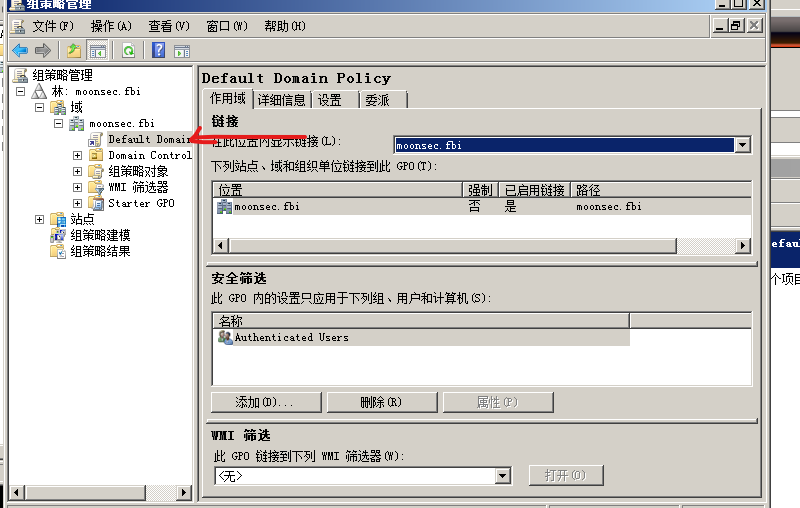 组策略管理
文件(F) 操作(A) 查看(V) 窗口(W) 帮助(H)
组策略管理
林: moonsec.fbi
域
moonsec.fbi
Default Domain
Domain Control
组策略对象
WMI 筛选器
Starter GPO
站点
组策略建模
组策略结果
Default Domain Policy
作用域 详细信息 设置 委派
链接
在此位置内显示链接(L):
moonsec.fbi
下列站点、域和组织单位链接到此 GPO(T):
位置 强制 已启用链接 路径
moonsec.fbi 否 是 moonsec.fbi
安全筛选
此 GPO 内的设置只应用于下列组、用户和计算机(S):
名称
Authenticated Users
添加(D)... 删除(R) 属性(P)
WMI 筛选
此 GPO 链接到下列 WMI 筛选器(W):
<无> 打开(O)
efaul
个项目